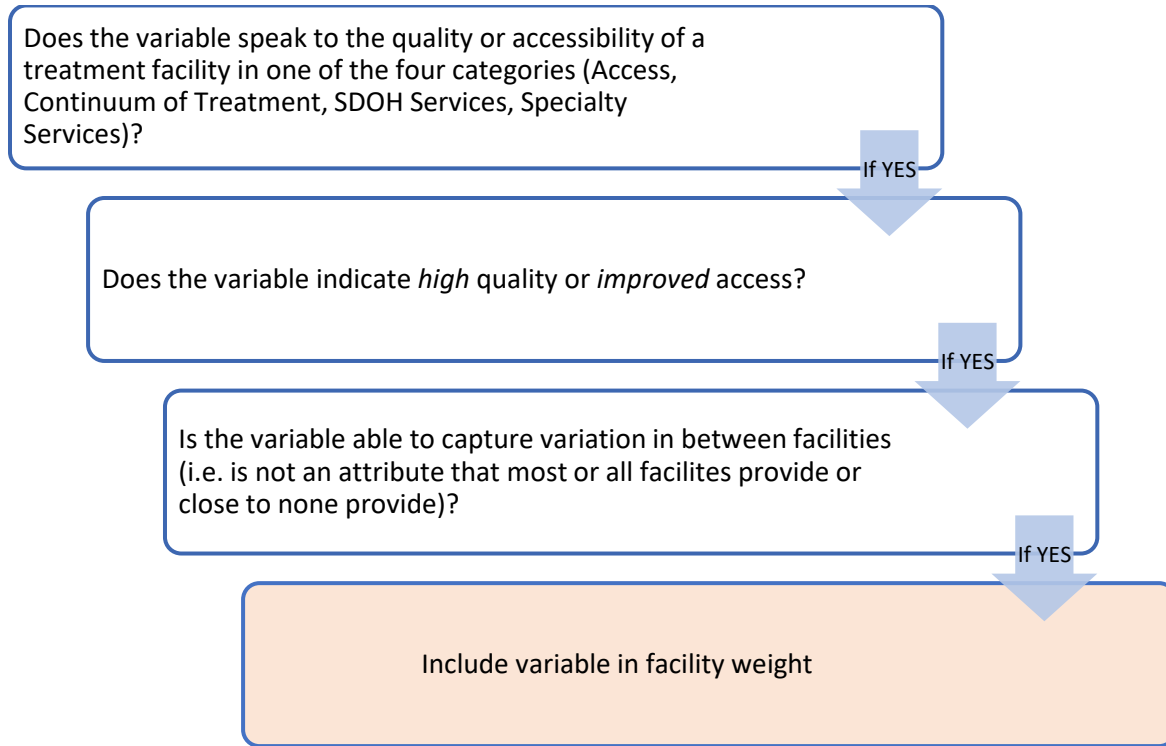 Does the variable speak to the quality or accessibility of a
treatment facility in one of the four categories (Access,
Continuum of Treatment, SDOH Services, Specialty
Services)?
If YES
Does the variable indicate high quality or improved access?
If YES
Is the variable able to capture variation in between facilities
(i.e. is not an attribute that most or all facilites provide or
close to none provide)?
If YES
Include variable in facility weight